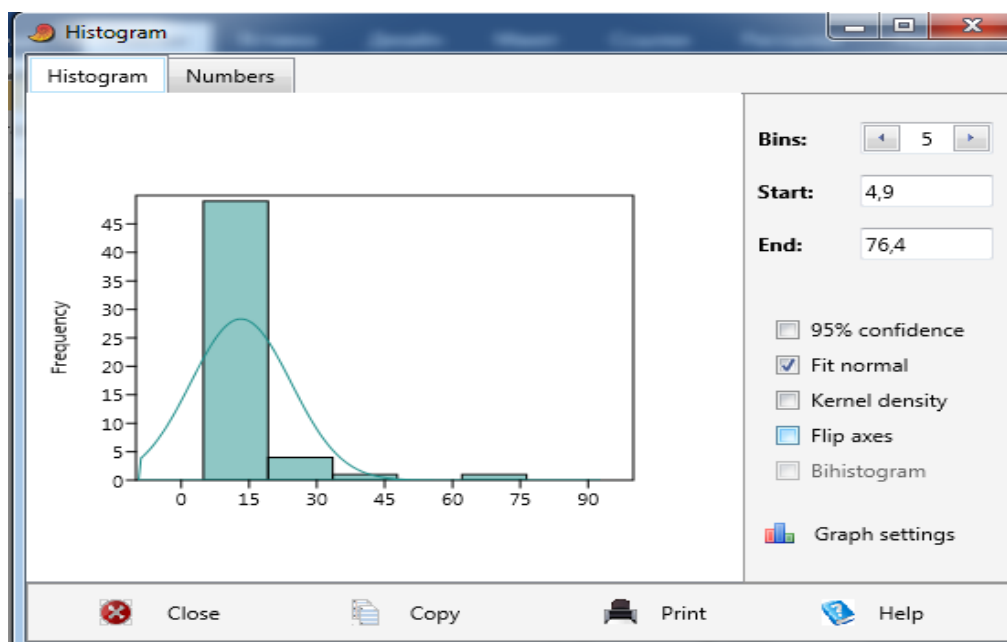 Histogram
Histogram Numbers
Bins: 5
Start: 4,9
End: 76,4
Frequency
45
40
35
30
25
20
15
10
5
0
0 15 30 45 60 75 90
95% confidence
Fit normal
Kernel density
Flip axes
Bihistogram
Graph settings
Close Copy Print Help